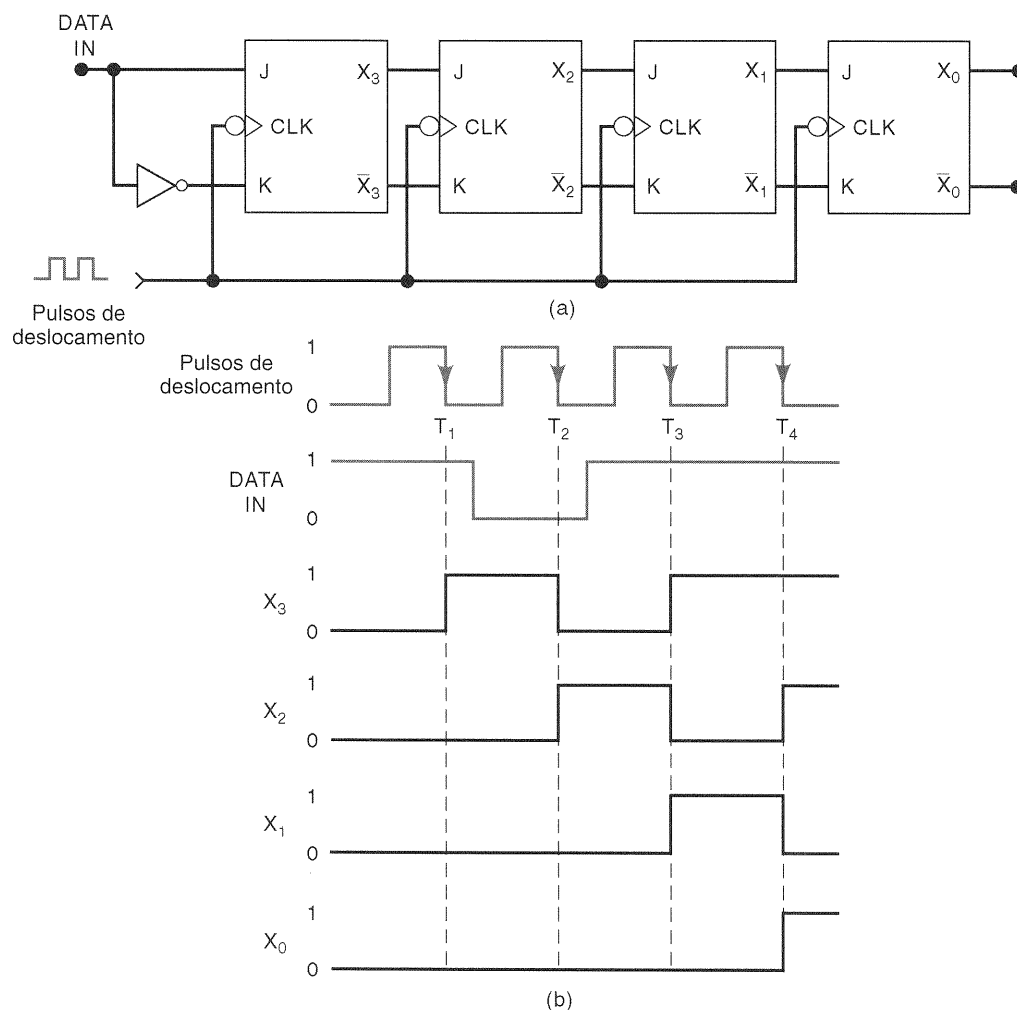 DATA
IN
J X₃ J X₂ J X₁ J X₀
CLK CLK CLK CLK
K X̅₃ K X̅₂ K X̅₁ K X̅₀
Pulsos de
deslocamento
(a)
Pulsos de
deslocamento
1
0
T₁ T₂ T₃ T₄
DATA
IN
1
0
X₃
1
0
X₂
1
0
X₁
1
0
X₀
1
0
(b)